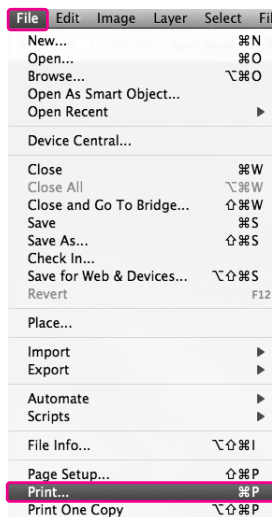 File Edit Image Layer Select Fil
New... ⌘N
Open... ⌘O
Browse... ⌥⌘O
Open As Smart Object...
Open Recent ▶
Device Central...
Close ⌘W
Close All ⌥⌘W
Close and Go To Bridge... ⇧⌘W
Save ⌘S
Save As... ⇧⌘S
Check In...
Save for Web & Devices... ⌥⇧⌘S
Revert F12
Place...
Import ▶
Export ▶
Automate ▶
Scripts ▶
File Info... ⌥⇧⌘I
Page Setup... ⇧⌘P
Print... ⌘P
Print One Copy ⌥⇧⌘P